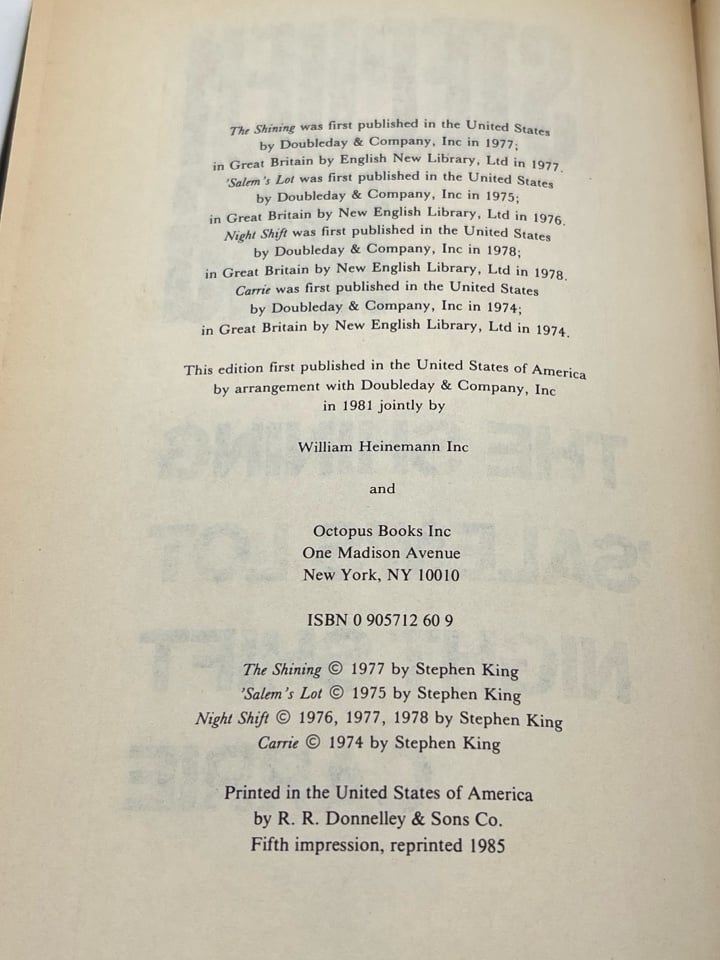 The Shining was first published in the United States
by Doubleday & Company, Inc in 1977;
in Great Britain by English New Library, Ltd in 1977.
'Salem's Lot was first published in the United States
by Doubleday & Company, Inc in 1975;
in Great Britain by New English Library, Ltd in 1976.
Night Shift was first published in the United States
by Doubleday & Company, Inc in 1978;
in Great Britain by New English Library, Ltd in 1978.
Carrie was first published in the United States
by Doubleday & Company, Inc in 1974;
in Great Britain by New English Library, Ltd in 1974.
This edition first published in the United States of America
by arrangement with Doubleday & Company, Inc
in 1981 jointly by
William Heinemann Inc
and
Octopus Books Inc
One Madison Avenue
New York, NY 10010
ISBN 0 905712 60 9
The Shining © 1977 by Stephen King
'Salem's Lot © 1975 by Stephen King
Night Shift © 1976, 1977, 1978 by Stephen King
Carrie © 1974 by Stephen King
Printed in the United States of America
by R. R. Donnelley & Sons Co.
Fifth impression, reprinted 1985